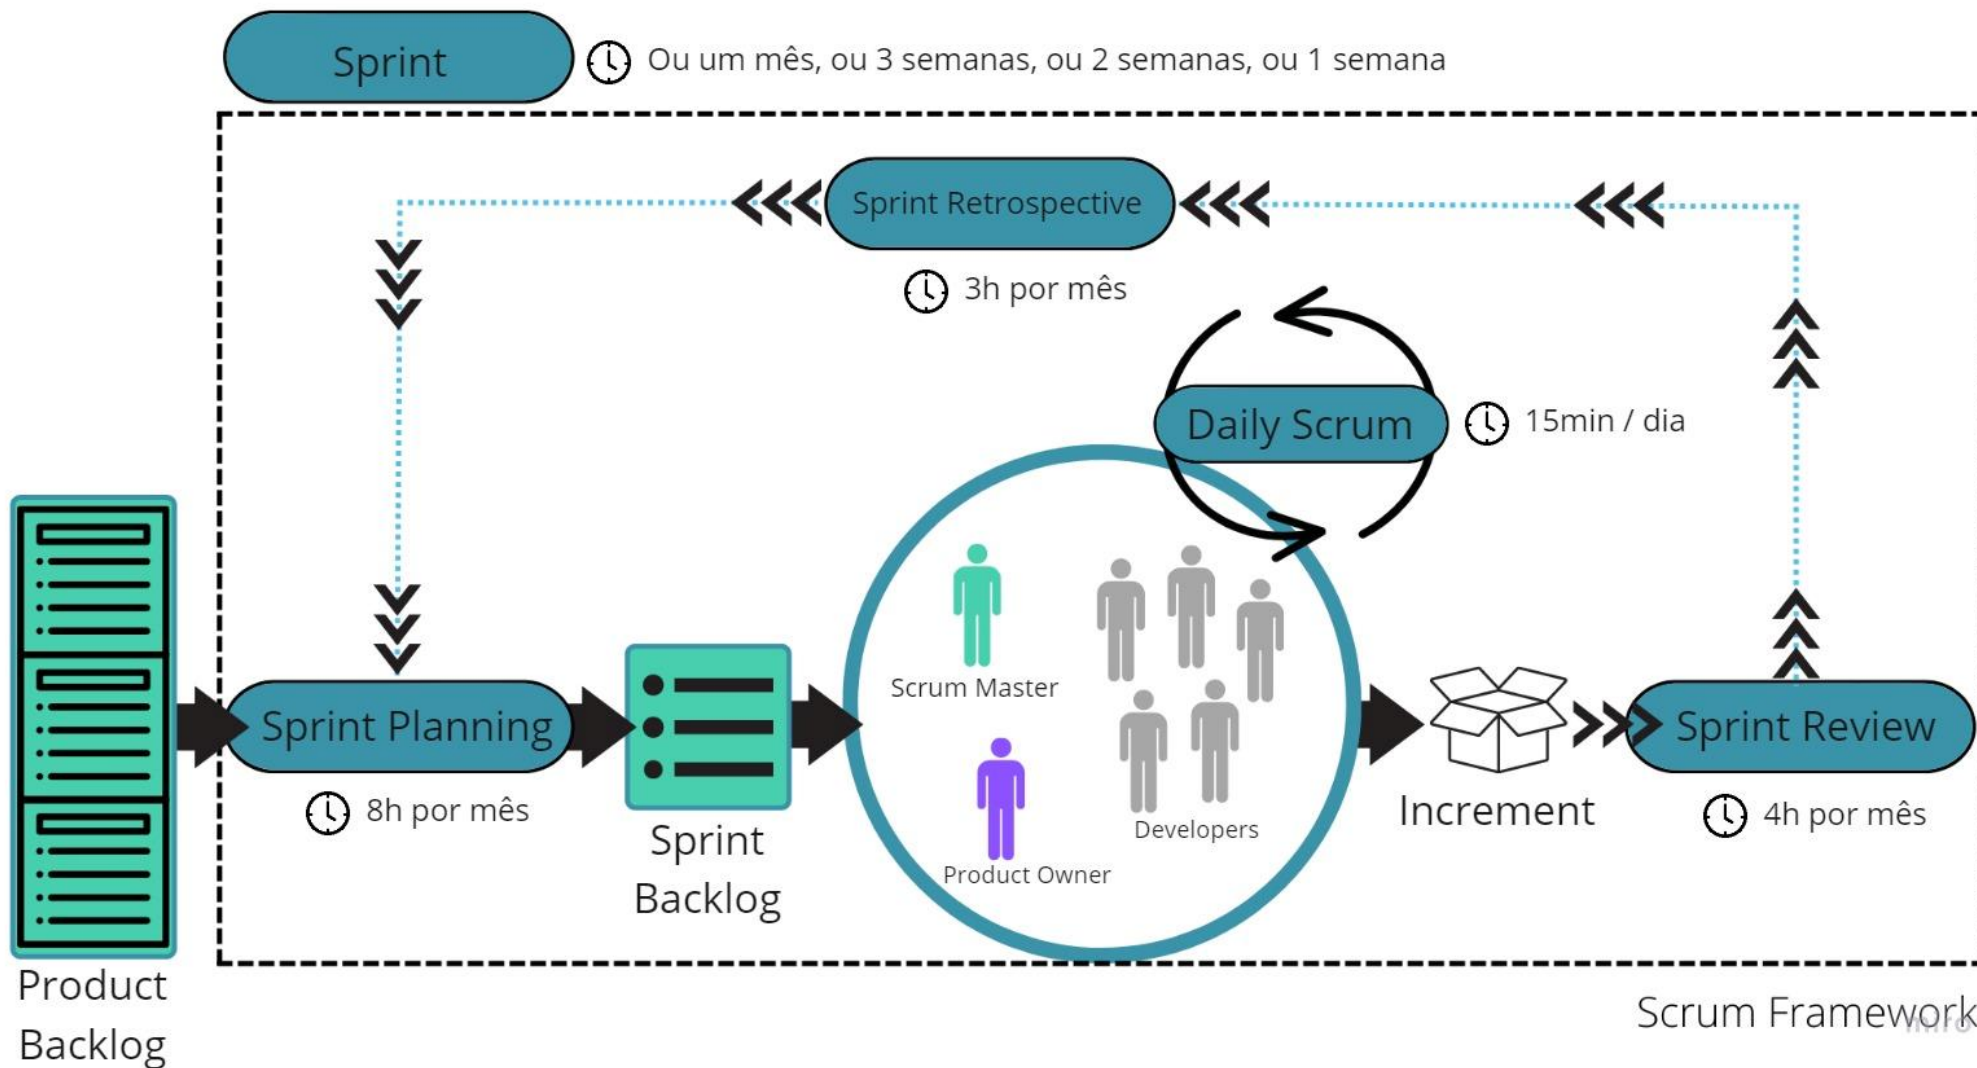 Sprint
Ou um mês, ou 3 semanas, ou 2 semanas, ou 1 semana
Sprint Retrospective
3h por mês
Daily Scrum
15min / dia
Scrum Master
Product Owner
Developers
Sprint Planning
8h por mês
Sprint
Backlog
Increment
Sprint Review
4h por mês
Product
Backlog
Scrum Framework
miro